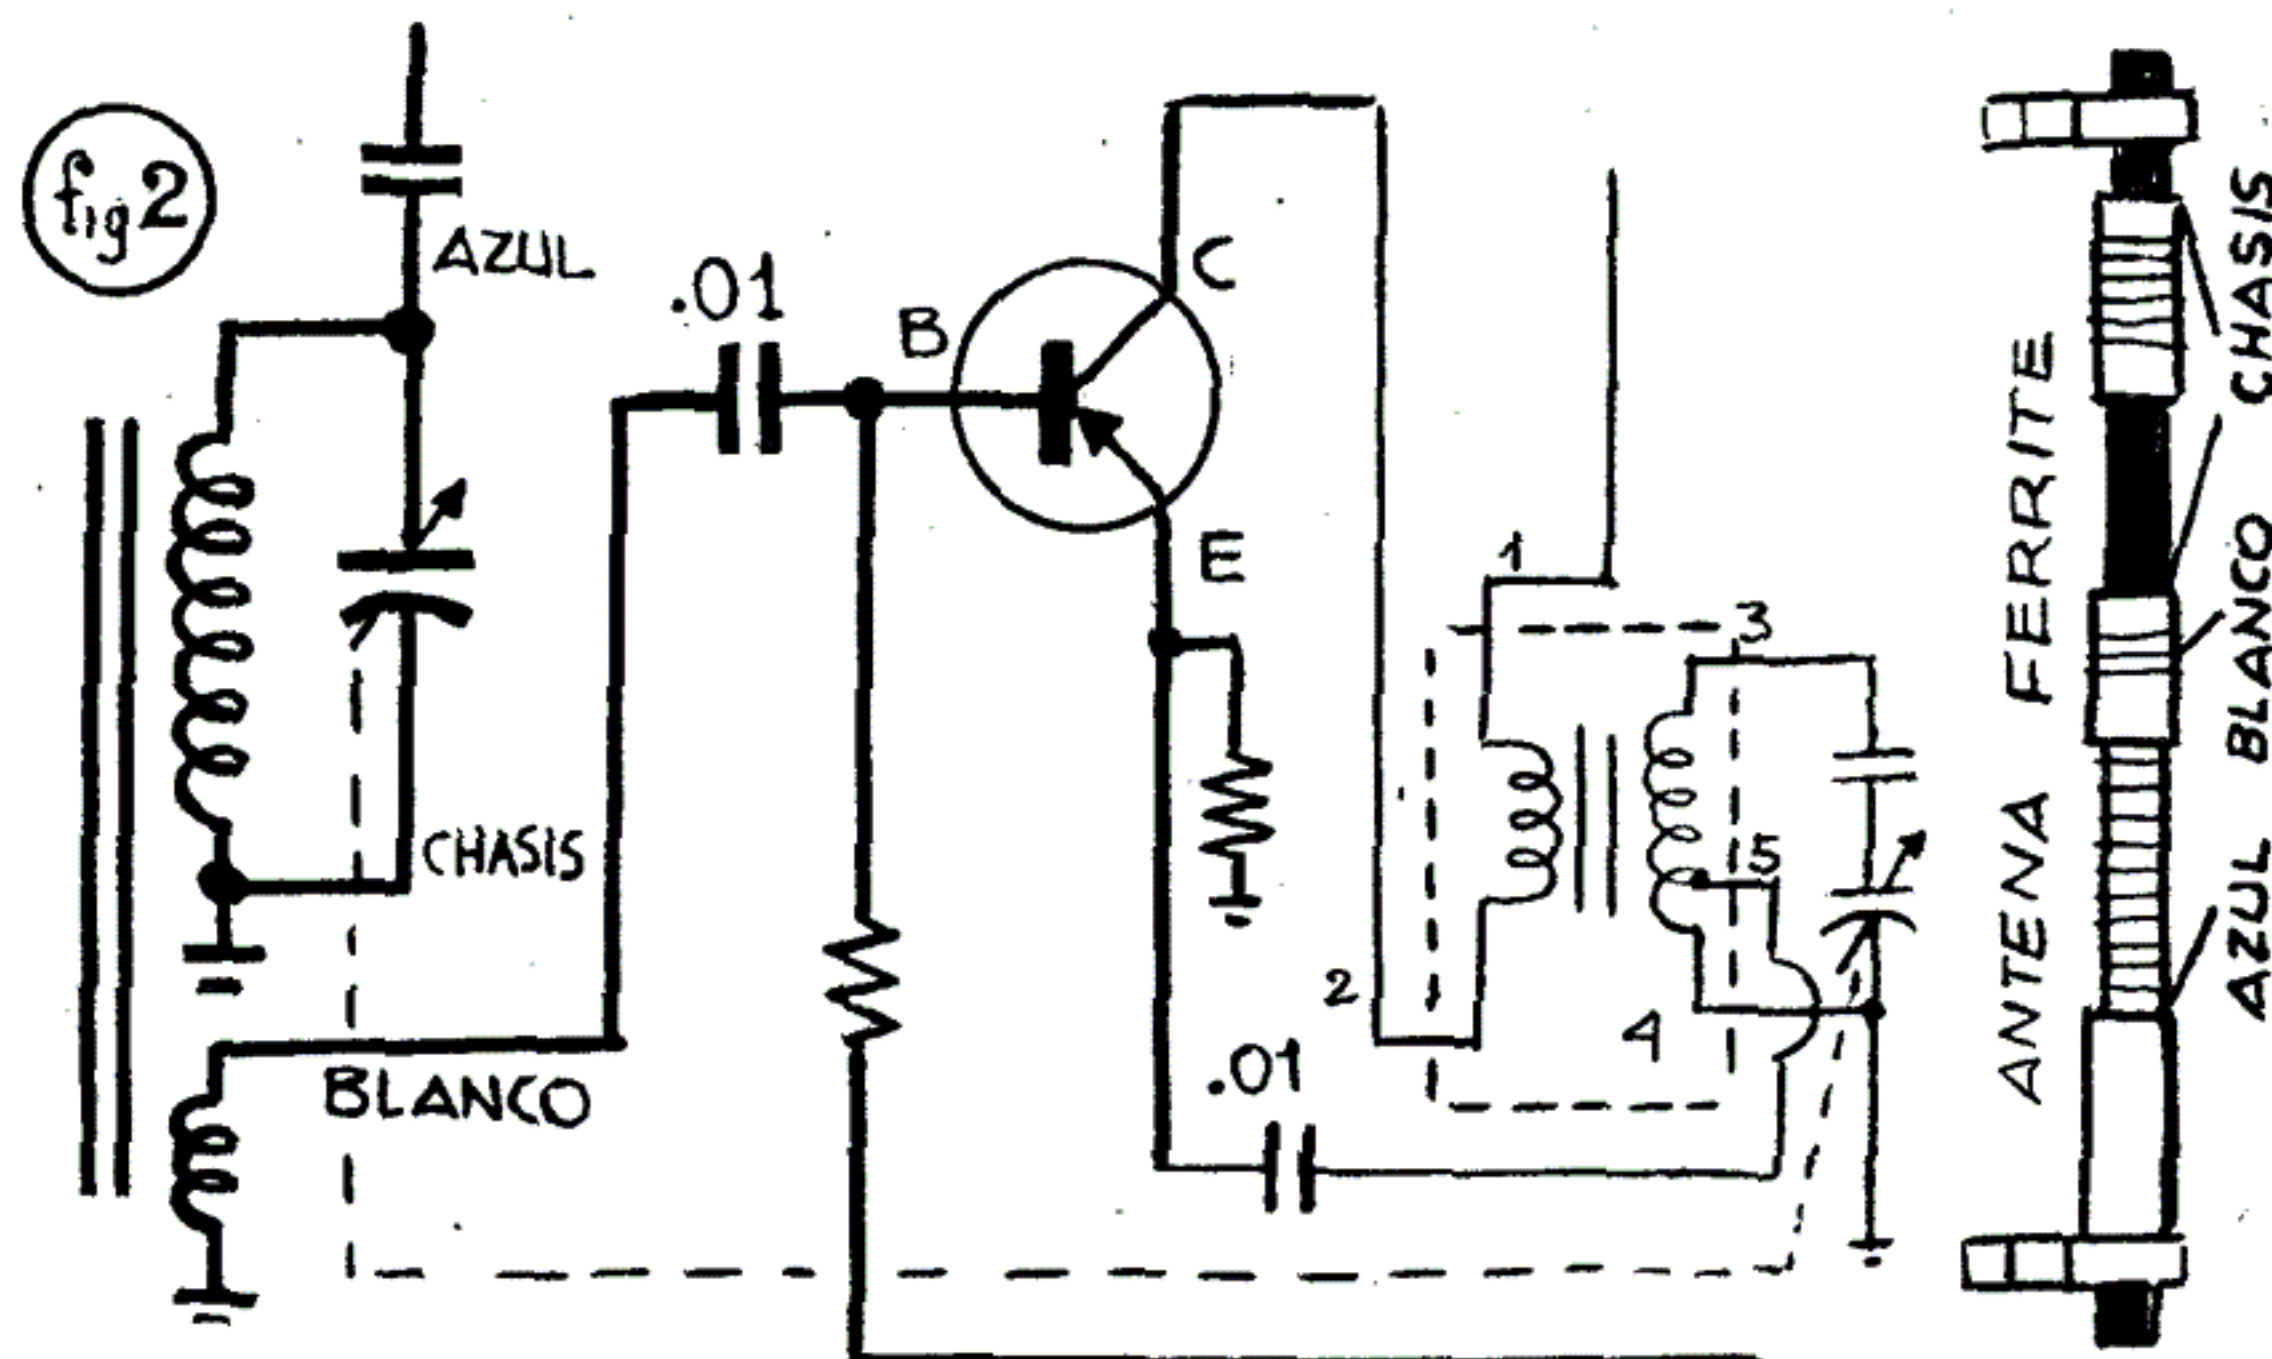 fig 2
AZUL
.01
B
C
E
CHASIS
BLANCO
1
3
5
2
4
.01
ANTENA FERRITE
AZUL BLANCO CHASIS